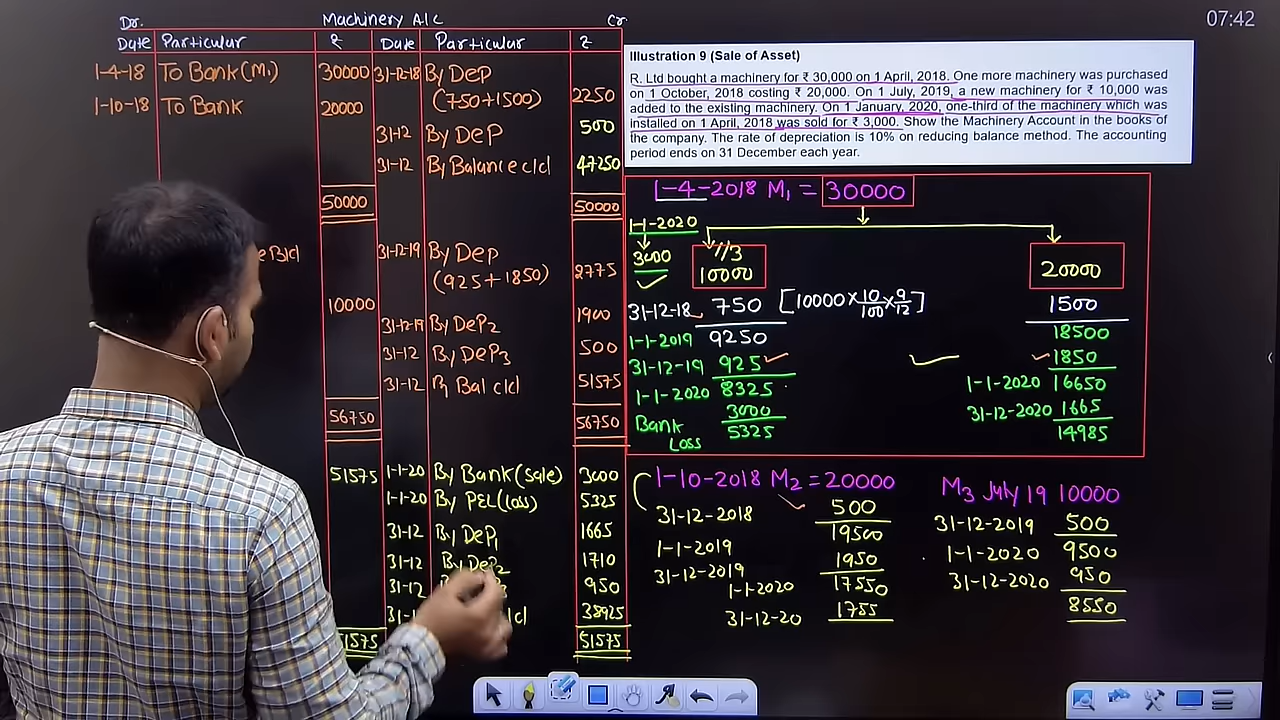 07:42
Dr. Machinery A/c Cr.
Date Particular ₹ Date Particular ₹
1-4-18 To Bank (M₁) 30000 31-12-18 By Dep
(750+1500) 2250
1-10-18 To Bank 20000
31-12 By Dep 500
31-12 By Balance c/d 47250
50000 50000
e B/d 31-12-19 By Dep
(925+1850) 2775
10000
31-12-19 By Dep₂ 1900
31-12 By Dep3 500
31-12 By Bal c/d 51575
56750 56750
51575 1-1-20 By Bank (sale) 3000
1-1-20 By P&L (loss) 5325
31-12 By Dep₁ 1665
31-12 By Dep₂ 1710
31-12 950
38925
51575 51575
Illustration 9 (Sale of Asset)
R. Ltd bought a machinery for ₹ 30,000 on 1 April, 2018. One more machinery was purchased
on 1 October, 2018 costing ₹ 20,000. On 1 July, 2019, a new machinery for ₹ 10,000 was
added to the existing machinery. On 1 January, 2020, one-third of the machinery which was
installed on 1 April, 2018 was sold for ₹ 3,000. Show the Machinery Account in the books of
the company. The rate of depreciation is 10% on reducing balance method. The accounting
period ends on 31 December each year.
1-4-2018 M₁ = 30000
1-1-2020
3000 1/3
10000 20000
31-12-18 750 [10000×10/100×9/12] 1500
1-1-2019 9250 18500
31-12-19 925 1850
1-1-2020 8325 1-1-2020 16650
Bank 3000 31-12-2020 1665
Loss 5325 14985
1-10-2018 M₂ = 20000
31-12-2018 500
1-1-2019 19500
31-12-2019 1950
1-1-2020 17550
31-12-20 1755
M3 July 19 10000
31-12-2019 500
1-1-2020 9500
31-12-2020 950
8550